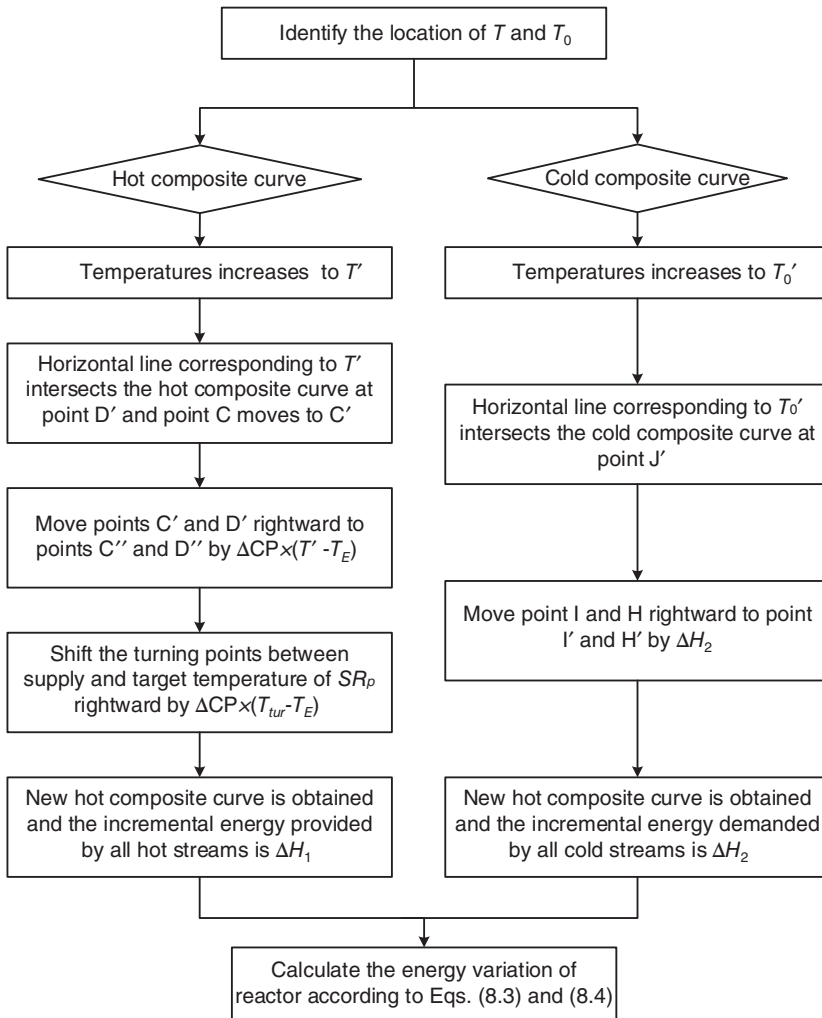 Identify the location of T and T0
Hot composite curve
Temperatures increases to T′
Horizontal line corresponding to T′
intersects the hot composite curve at
point D′ and point C moves to C′
Move points C′ and D′ rightward to
points C′′ and D′′ by ΔCP×(T′ -TE)
Shift the turning points between
supply and target temperature of SRp
rightward by ΔCP×(Ttur-TE)
New hot composite curve is obtained
and the incremental energy provided
by all hot streams is ΔH1
Cold composite curve
Temperatures increases to T0′
Horizontal line corresponding to T0′
intersects the cold composite curve at
point J′
Move point I and H rightward to point
I′ and H′ by ΔH2
New hot composite curve is obtained
and the incremental energy demanded
by all cold streams is ΔH2
Calculate the energy variation of
reactor according to Eqs. (8.3) and (8.4)